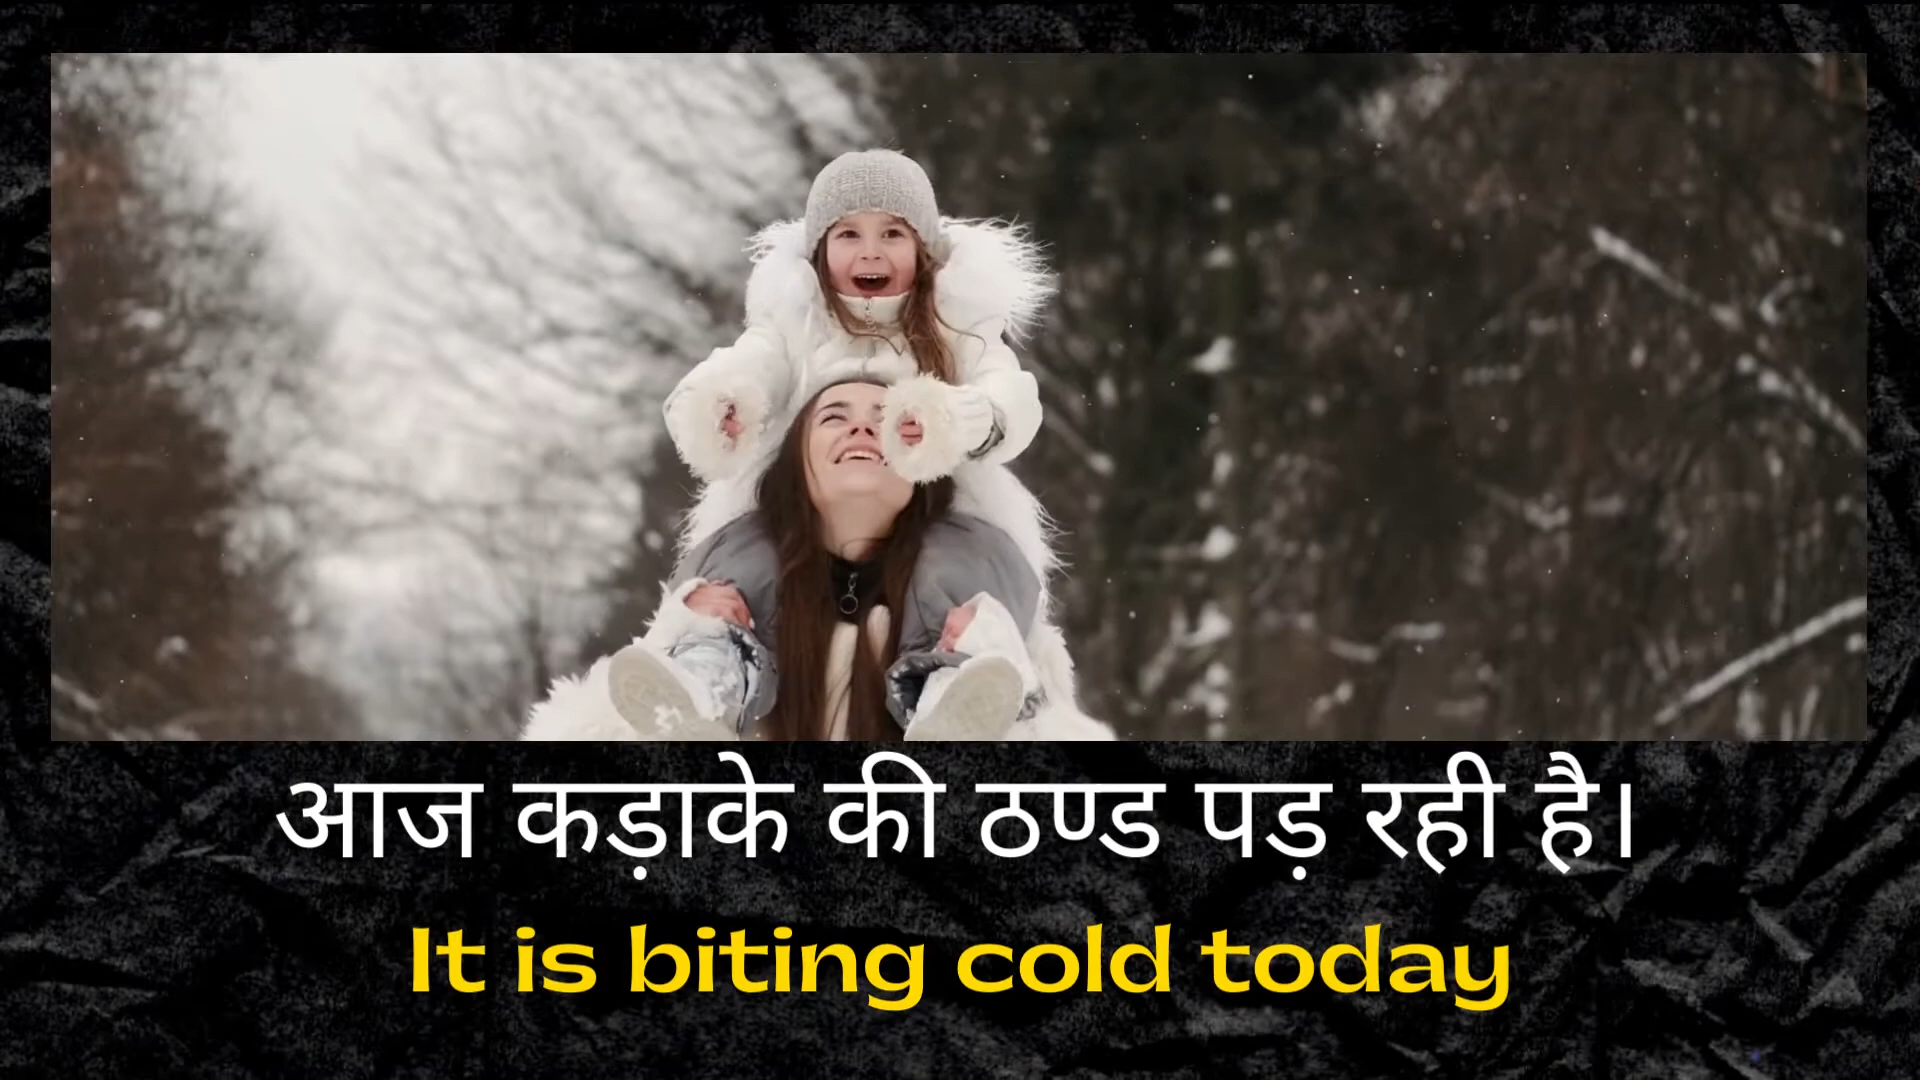 आज कड़ाके की ठण्ड पड़ रही है।
It is biting cold today